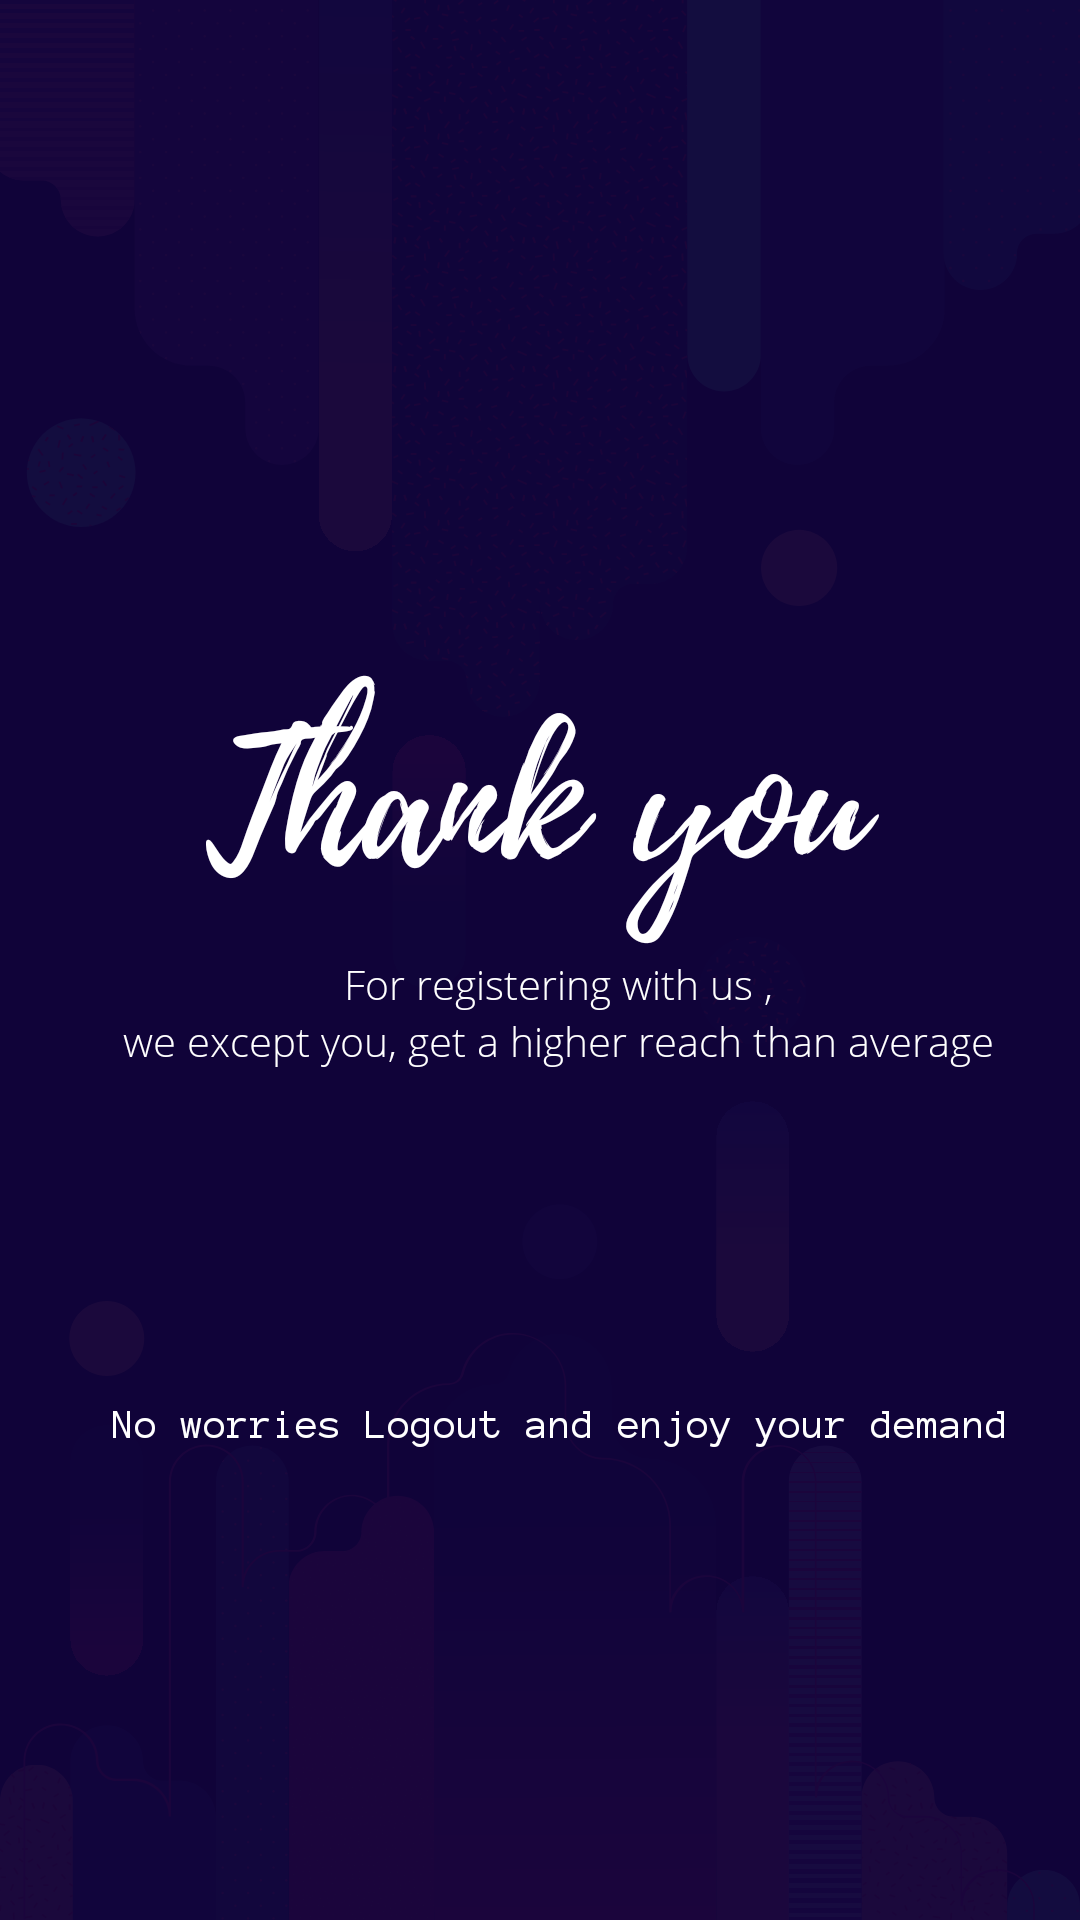 Thank you
For registering with us ,
we except you, get a higher reach than average
No worries Logout and enjoy your demand